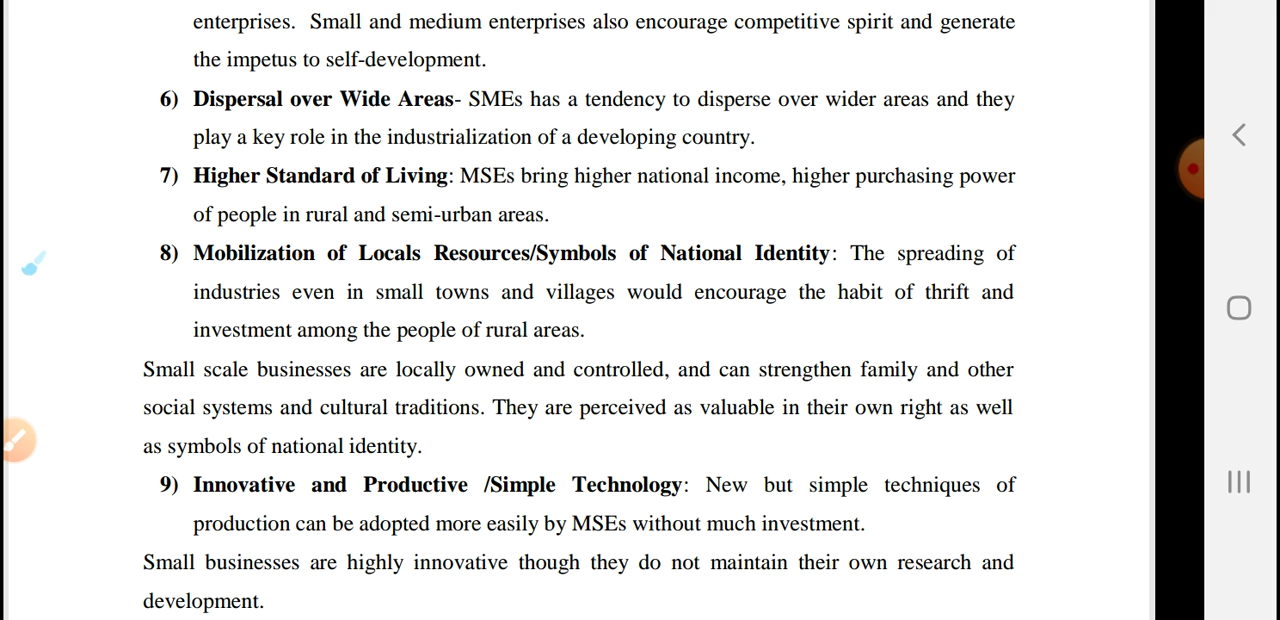 enterprises. Small and medium enterprises also encourage competitive spirit and generate
the impetus to self-development.
6) Dispersal over Wide Areas- SMEs has a tendency to disperse over wider areas and they
play a key role in the industrialization of a developing country.
7) Higher Standard of Living: MSEs bring higher national income, higher purchasing power
of people in rural and semi-urban areas.
8) Mobilization of Locals Resources/Symbols of National Identity: The spreading of
industries even in small towns and villages would encourage the habit of thrift and
investment among the people of rural areas.
Small scale businesses are locally owned and controlled, and can strengthen family and other
social systems and cultural traditions. They are perceived as valuable in their own right as well
as symbols of national identity.
9) Innovative and Productive /Simple Technology: New but simple techniques of
production can be adopted more easily by MSEs without much investment.
Small businesses are highly innovative though they do not maintain their own research and
development.